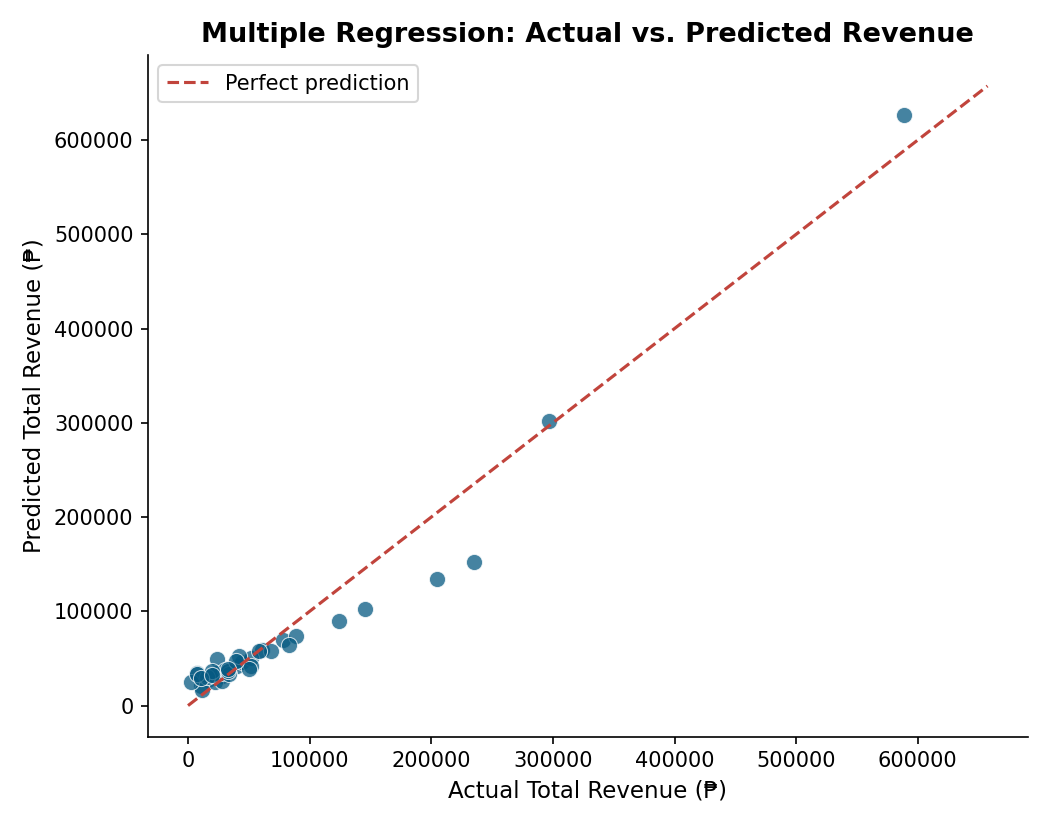 Multiple Regression: Actual vs. Predicted Revenue
Perfect prediction
Predicted Total Revenue (₱)
600000
500000
400000
300000
200000
100000
0
0 100000 200000 300000 400000 500000 600000
Actual Total Revenue (₱)